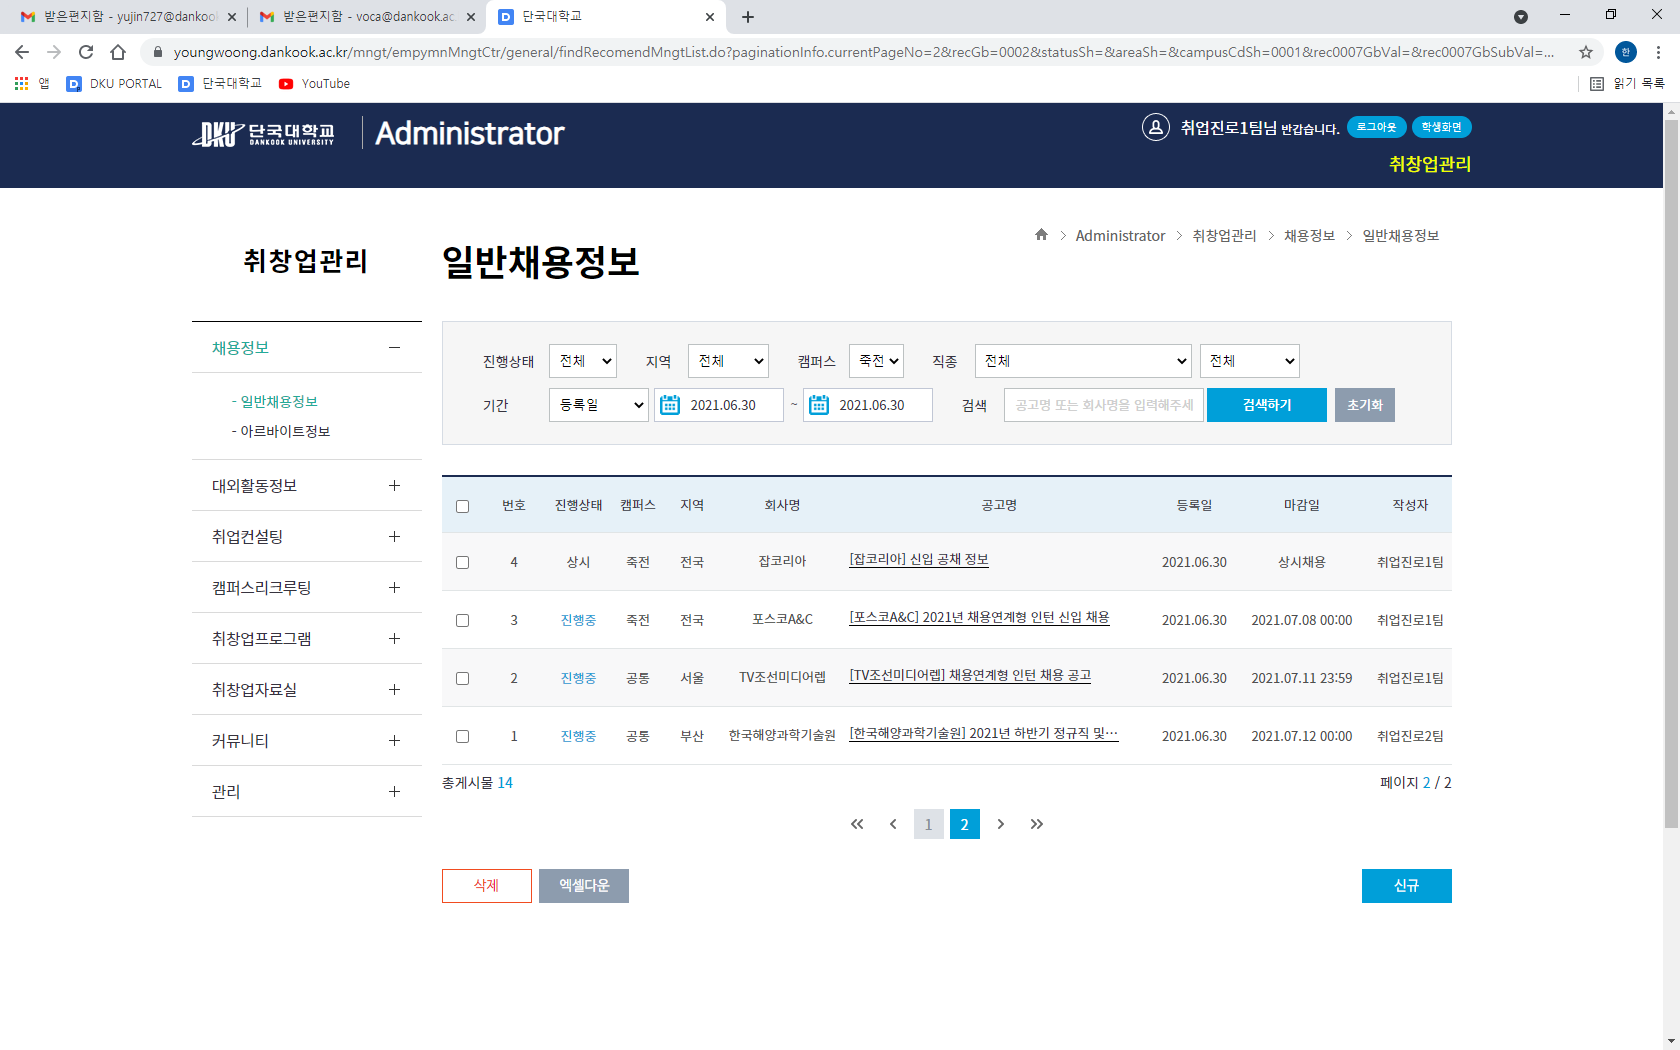 받은편지함 - yujin727@dankook
받은편지함 - voca@dankook.ac.
단국대학교
youngwoong.dankook.ac.kr/mngt/empymnMngtCtr/general/findRecomendMngtList.do?paginationInfo.currentPageNo=2&recGb=0002&statusSh=&areaSh=&campusCdSh=0001&rec0007GbVal=&rec0007GbSubVal=...
한
앱
DKU PORTAL
단국대학교
YouTube
읽기 목록
DKU 단국대학교
DANKOOK UNIVERSITY
Administrator
취업진로1팀님 반갑습니다.
로그아웃
학생화면
취창업관리
Administrator > 취창업관리 > 채용정보 > 일반채용정보
취창업관리
일반채용정보
채용정보
- 일반채용정보
- 아르바이트정보
대외활동정보
취업컨설팅
캠퍼스리크루팅
취창업프로그램
취창업자료실
커뮤니티
관리
진행상태 전체 지역 전체 캠퍼스 죽전 직종 전체 전체
기간 등록일 2021.06.30 ~ 2021.06.30 검색 공고명 또는 회사명을 입력해주세 검색하기 초기화
번호 진행상태 캠퍼스 지역 회사명 공고명 등록일 마감일 작성자
4 상시 죽전 전국 잡코리아 [잡코리아] 신입 공채 정보 2021.06.30 상시채용 취업진로1팀
3 진행중 죽전 전국 포스코A&C [포스코A&C] 2021년 채용연계형 인턴 신입 채용 2021.06.30 2021.07.08 00:00 취업진로1팀
2 진행중 공통 서울 TV조선미디어렙 [TV조선미디어렙] 채용연계형 인턴 채용 공고 2021.06.30 2021.07.11 23:59 취업진로1팀
1 진행중 공통 부산 한국해양과학기술원 [한국해양과학기술원] 2021년 하반기 정규직 및… 2021.06.30 2021.07.12 00:00 취업진로2팀
총게시물 14
페이지 2 / 2
1 2
삭제
엑셀다운
신규